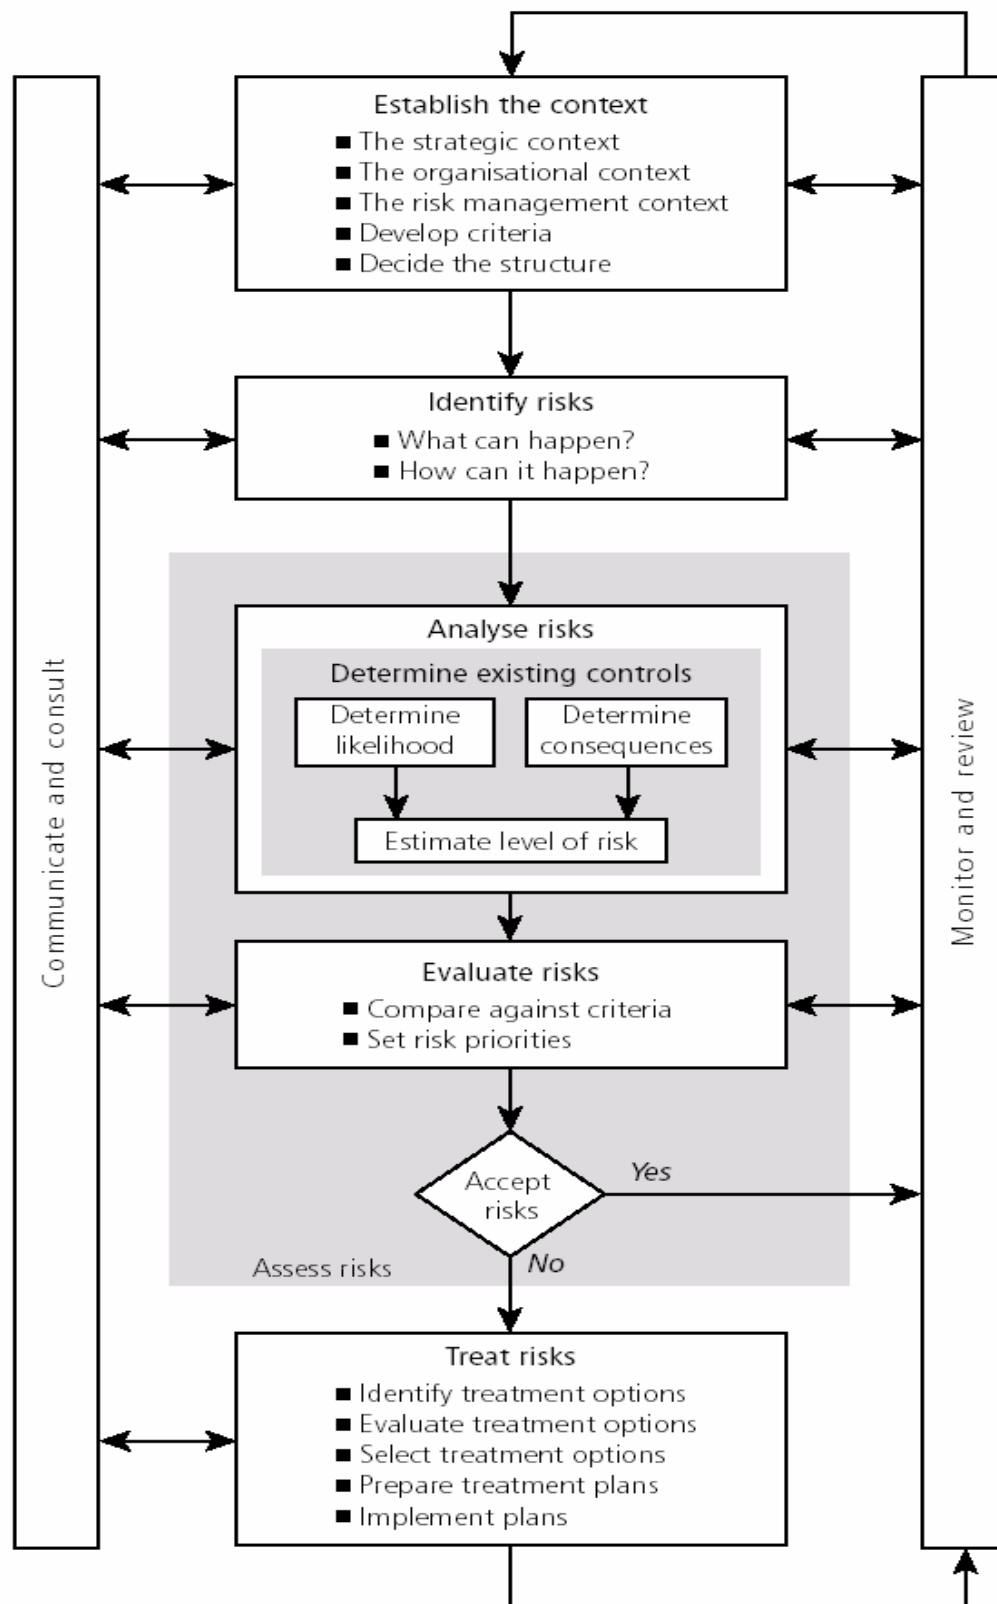 Establish the context
■ The strategic context
■ The organisational context
■ The risk management context
■ Develop criteria
■ Decide the structure
Identify risks
■ What can happen?
■ How can it happen?
Communicate and consult
Monitor and review
Analyse risks
Determine existing controls
Determine
likelihood
Determine
consequences
Estimate level of risk
Evaluate risks
■ Compare against criteria
■ Set risk priorities
Accept
risks
Yes
No
Assess risks
Treat risks
■ Identify treatment options
■ Evaluate treatment options
■ Select treatment options
■ Prepare treatment plans
■ Implement plans